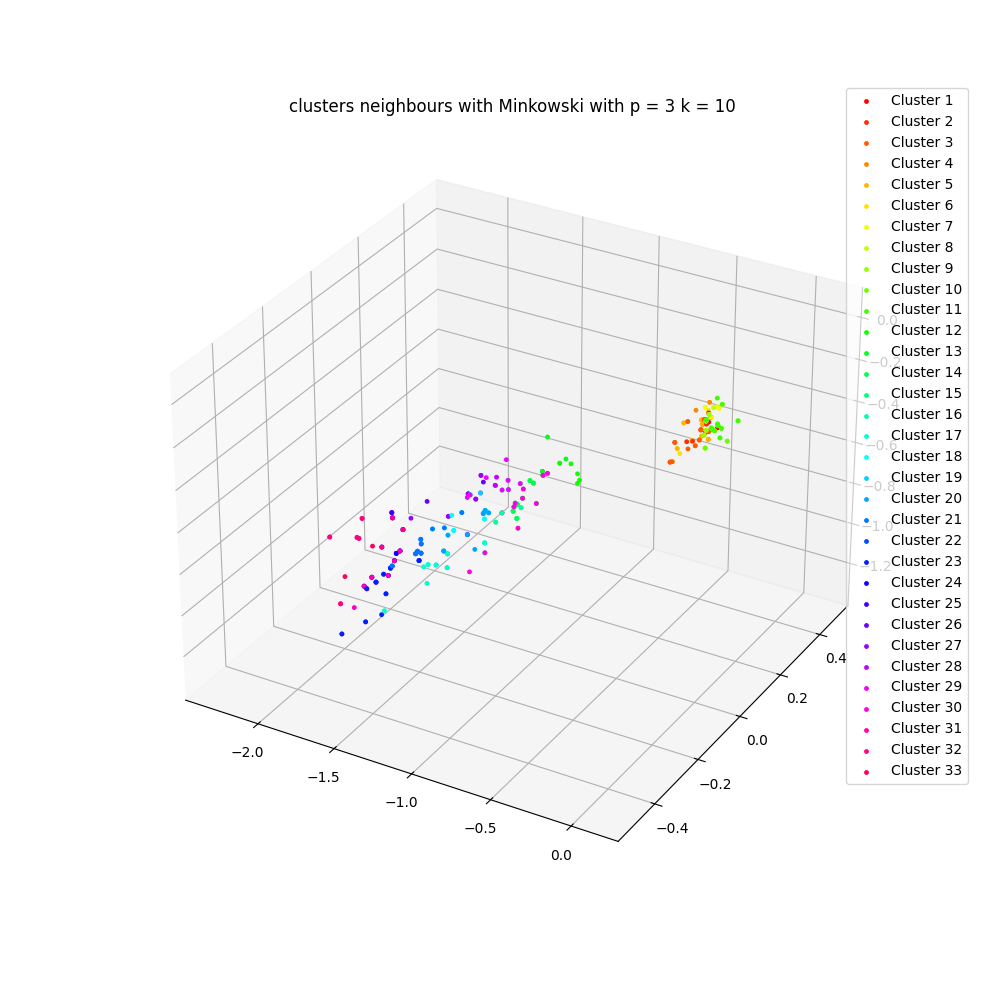 clusters neighbours with Minkowski with p = 3 k = 10
Cluster 1
Cluster 2
Cluster 3
Cluster 4
Cluster 5
Cluster 6
Cluster 7
Cluster 8
Cluster 9
Cluster 10
Cluster 11
Cluster 12
Cluster 13
Cluster 14
Cluster 15
Cluster 16
Cluster 17
Cluster 18
Cluster 19
Cluster 20
Cluster 21
Cluster 22
Cluster 23
Cluster 24
Cluster 25
Cluster 26
Cluster 27
Cluster 28
Cluster 29
Cluster 30
Cluster 31
Cluster 32
Cluster 33
0.0
−0.2
−0.4
−0.6
−0.8
−1.0
−1.2
0.4
0.2
0.0
−0.2
−0.4
−2.0
−1.5
−1.0
−0.5
0.0